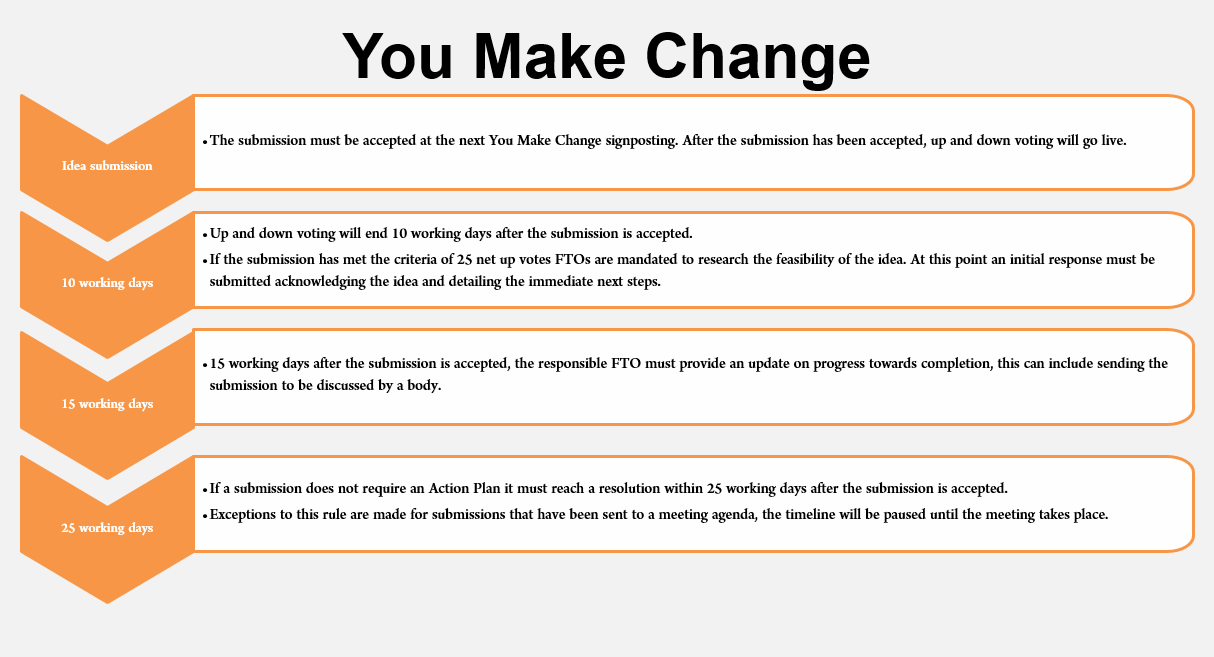 You Make Change
Idea submission
•The submission must be accepted at the next You Make Change signposting. After the submission has been accepted, up and down voting will go live.
10 working days
•Up and down voting will end 10 working days after the submission is accepted.
•If the submission has met the criteria of 25 net up votes FTOs are mandated to research the feasibility of the idea. At this point an initial response must be
submitted acknowledging the idea and detailing the immediate next steps.
15 working days
•15 working days after the submission is accepted, the responsible FTO must provide an update on progress towards completion, this can include sending the
submission to be discussed by a body.
25 working days
•If a submission does not require an Action Plan it must reach a resolution within 25 working days after the submission is accepted.
•Exceptions to this rule are made for submissions that have been sent to a meeting agenda, the timeline will be paused until the meeting takes place.